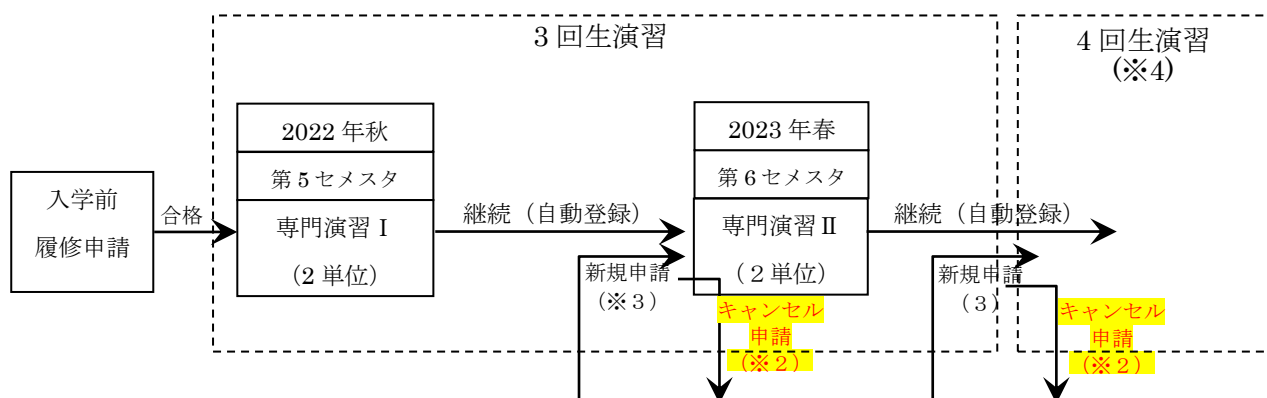 3回生演習
4回生演習
(※4)
2022年秋
第5セメスタ
専門演習Ⅰ
（2単位）
2023年春
第6セメスタ
専門演習Ⅱ
（２単位）
入学前
履修申請
合格
継続（自動登録）
継続（自動登録）
新規申請
（※３）
キャンセル
申請
（※２）
新規申請
（３）
キャンセル
申請
（※２）